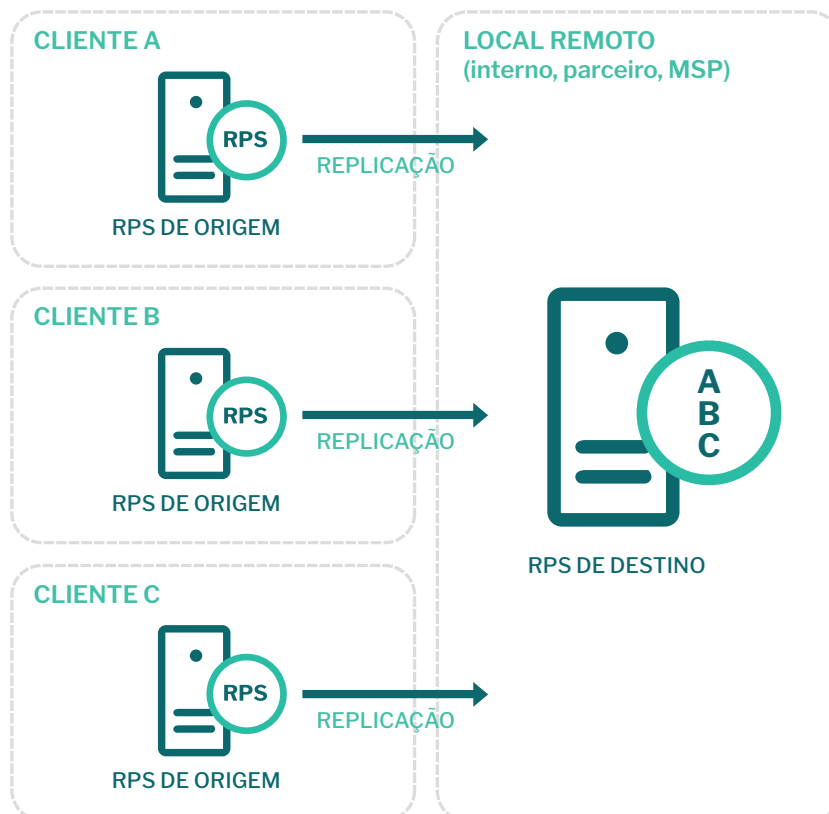 CLIENTE A
RPS
REPLICAÇÃO
RPS DE ORIGEM
LOCAL REMOTO
(interno, parceiro, MSP)
CLIENTE B
RPS
REPLICAÇÃO
RPS DE ORIGEM
A
B
C
RPS DE DESTINO
CLIENTE C
RPS
REPLICAÇÃO
RPS DE ORIGEM